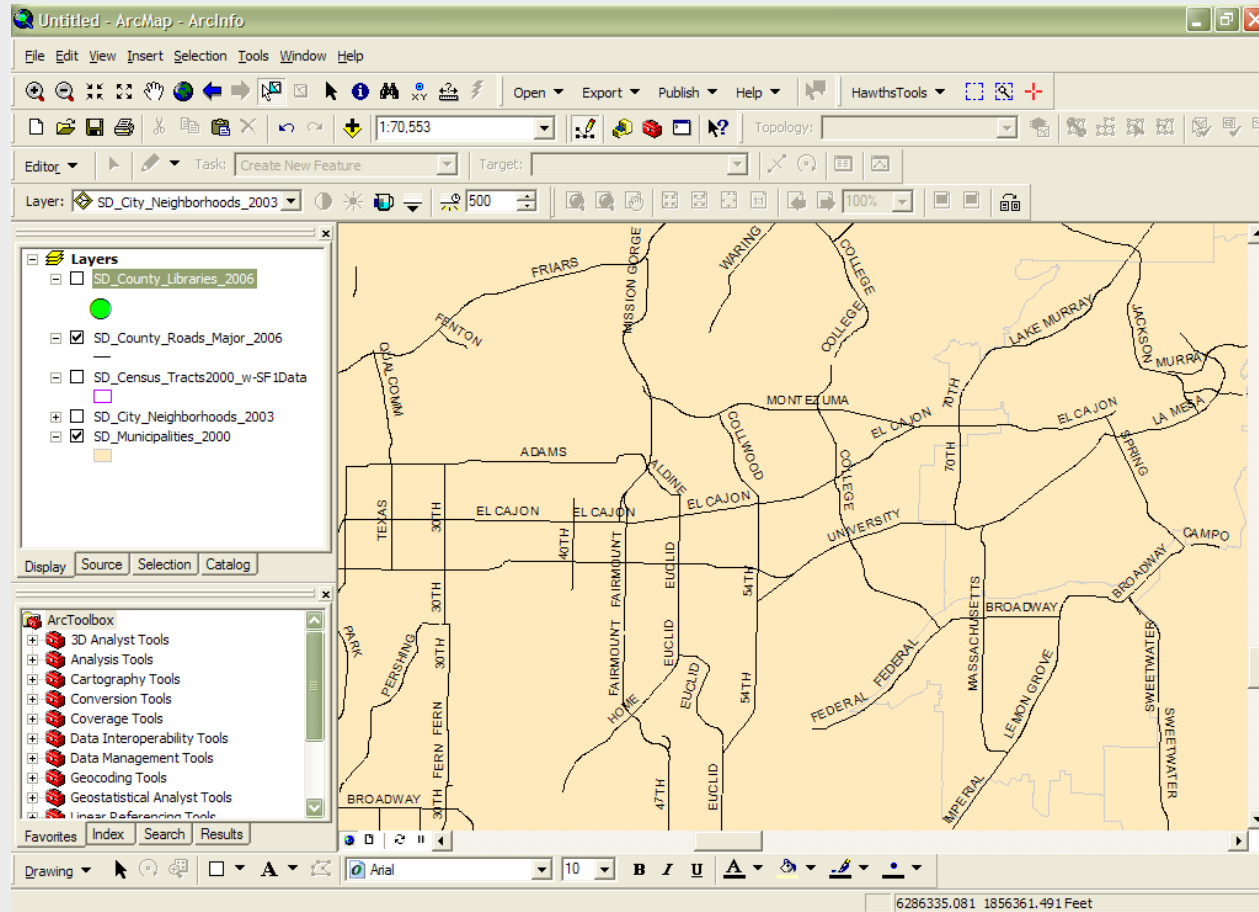 Untitled - ArcMap - ArcInfo
File Edit View Insert Selection Tools Window Help
XY
Open Export Publish Help HawthsTools
1:70,553 Topology:
Editor Task: Create New Feature Target:
Layer: SD_City_Neighborhoods_2003 500 1:1 100%
Layers
SD_County_Libraries_2006
SD_County_Roads_Major_2006
SD_Census_Tracts2000_w-SF1Data
SD_City_Neighborhoods_2003
SD_Municipalities_2000
Display Source Selection Catalog
ArcToolbox
3D Analyst Tools
Analysis Tools
Cartography Tools
Conversion Tools
Coverage Tools
Data Interoperability Tools
Data Management Tools
Geocoding Tools
Geostatistical Analyst Tools
Linear Referencing Tools
Favorites Index Search Results
FRIARS
MISSION GORGE
WARING
COLLEGE
COLLEGE
FENTON
QUALCOMM
LAKE MURRAY
JACKSON
MURRAY
70TH
MONTEZUMA
EL CAJON
EL CAJON
LA MESA
COLLWOOD
ADAMS
ALDINE
COLLEGE
70TH
SPRING
TEXAS
30TH
EL CAJON
EL CAJON
EL CAJON
UNIVERSITY
CAMPO
40TH
FAIRMOUNT
EUCLID
54TH
BROADWAY
30TH
MASSACHUSETTS
BROADWAY
PARK
PERSHING
30TH
FAIRMOUNT
EUCLID
EUCLID
54TH
FEDERAL
FEDERAL
LEMON GROVE
SWEETWATER
HOME
FERN
FERN
SWEETWATER
BROADWAY
30TH
47TH
EUCLID
IMPERIAL
Drawing A Arial 10 B I U A
6286335.081 1856361.491 Feet